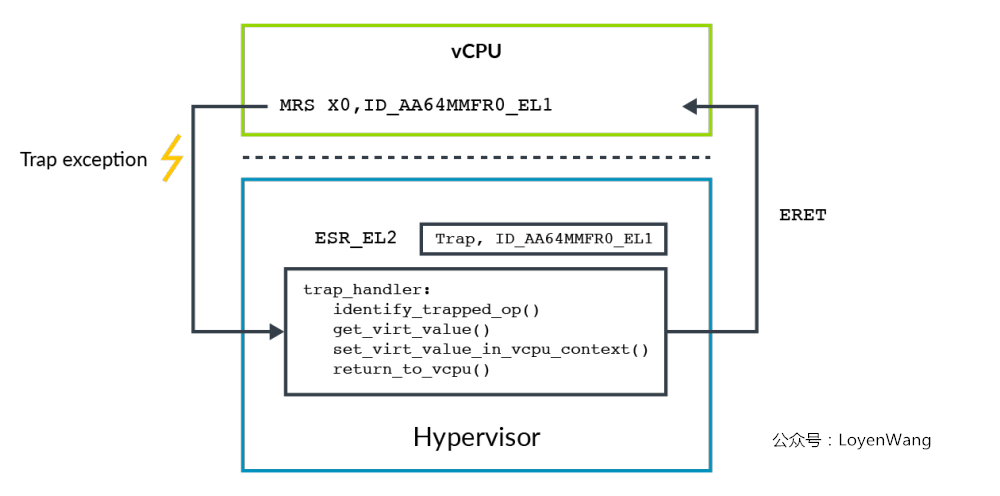 vCPU
MRS X0,ID_AA64MMFR0_EL1
Trap exception
ERET
ESR_EL2
Trap, ID_AA64MMFR0_EL1
trap_handler:
identify_trapped_op()
get_virt_value()
set_virt_value_in_vcpu_context()
return_to_vcpu()
Hypervisor
公众号：LoyenWang